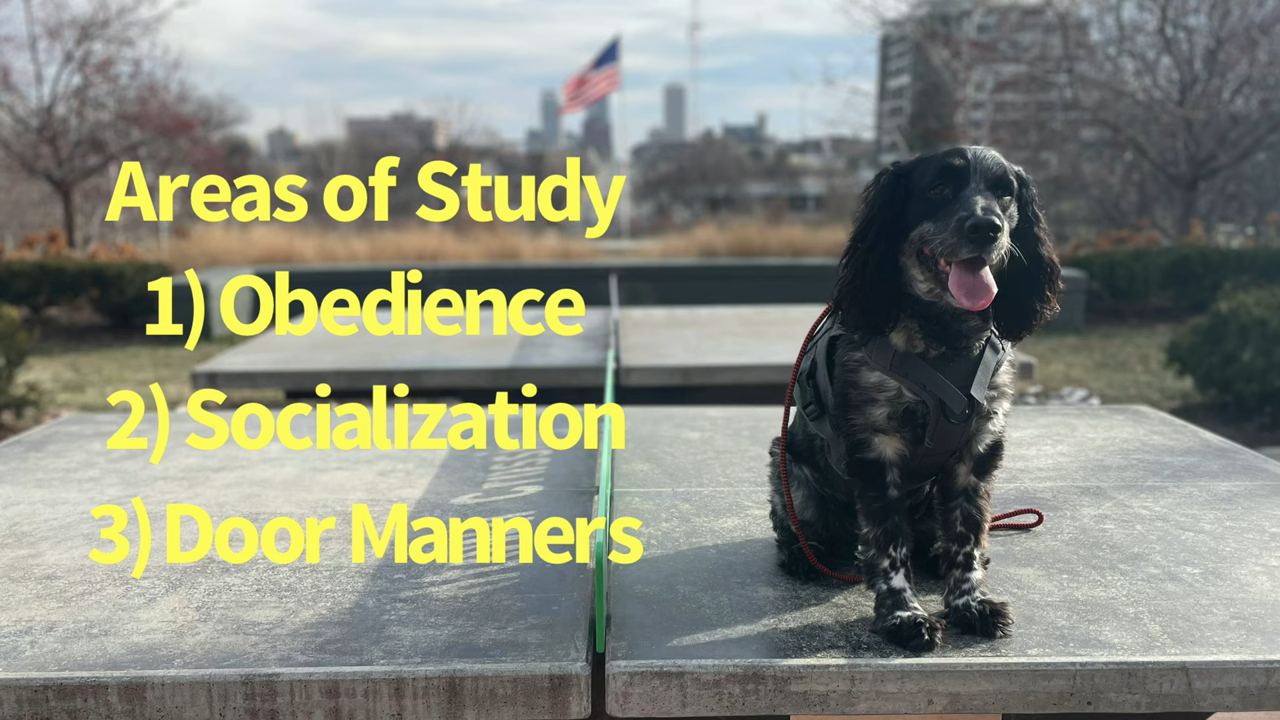 Areas of Study
1) Obedience
2) Socialization
3) Door Manners